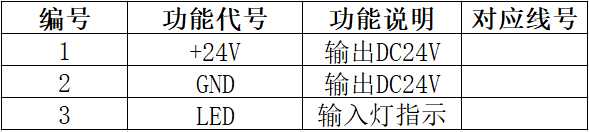 编号 功能代号 功能说明 对应线号
1 +24V 输出DC24V
2 GND 输出DC24V
3 LED 输入灯指示